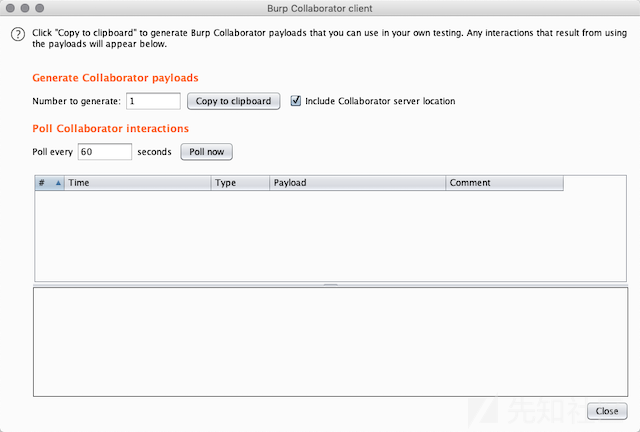 Burp Collaborator client
? Click "Copy to clipboard" to generate Burp Collaborator payloads that you can use in your own testing. Any interactions that result from using
the payloads will appear below.
Generate Collaborator payloads
Number to generate: 1 Copy to clipboard Include Collaborator server location
Poll Collaborator interactions
Poll every 60 seconds Poll now
# Time Type Payload Comment
先知社
Close